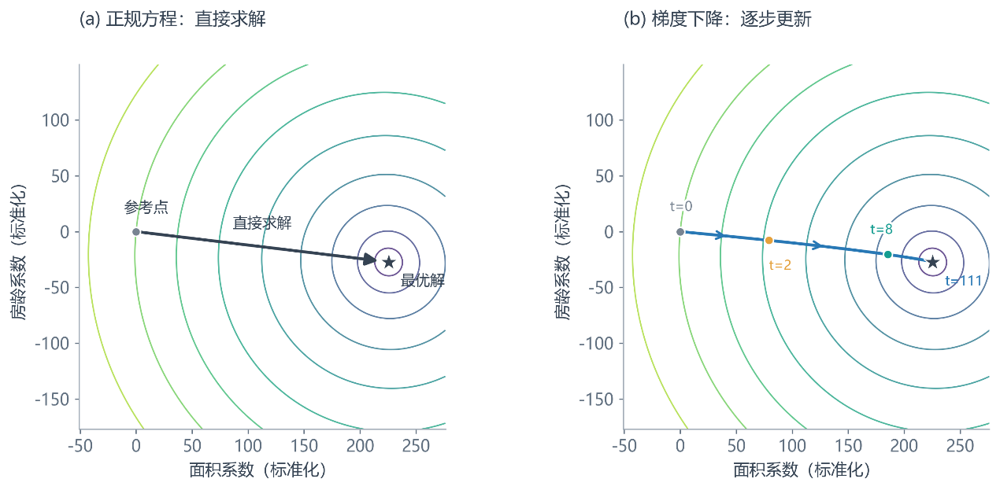 (a) 正规方程：直接求解
100
50
0
-50
-100
-150
房龄系数（标准化）
参考点
直接求解
最优解
-50 0 50 100 150 200 250
面积系数（标准化）
(b) 梯度下降：逐步更新
100
50
0
-50
-100
-150
房龄系数（标准化）
t=0
t=2
t=8
t=111
-50 0 50 100 150 200 250
面积系数（标准化）